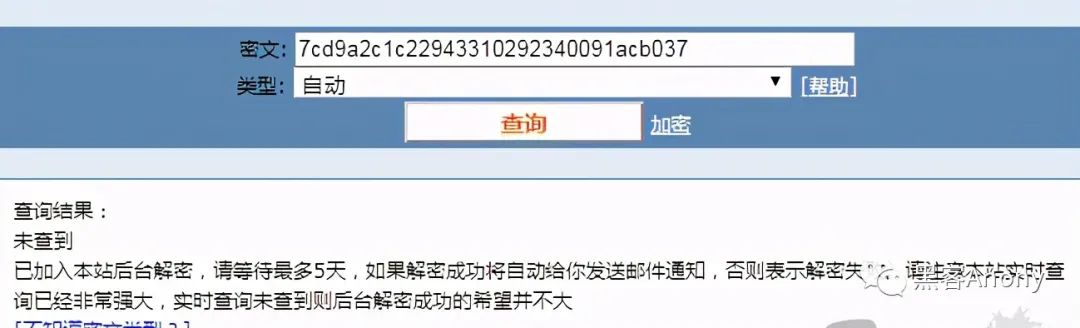 密文: 7cd9a2c1c22943310292340091acb037
类型: 自动 [帮助]
查询 加密
查询结果：
未查到
已加入本站后台解密，请等待最多5天，如果解密成功将自动给你发送邮件通知，否则表示解密失 请注意本站实时查
询已经非常强大，实时查询未查到则后台解密成功的希望并不大
黑客Anony
[不知道密文类型？]